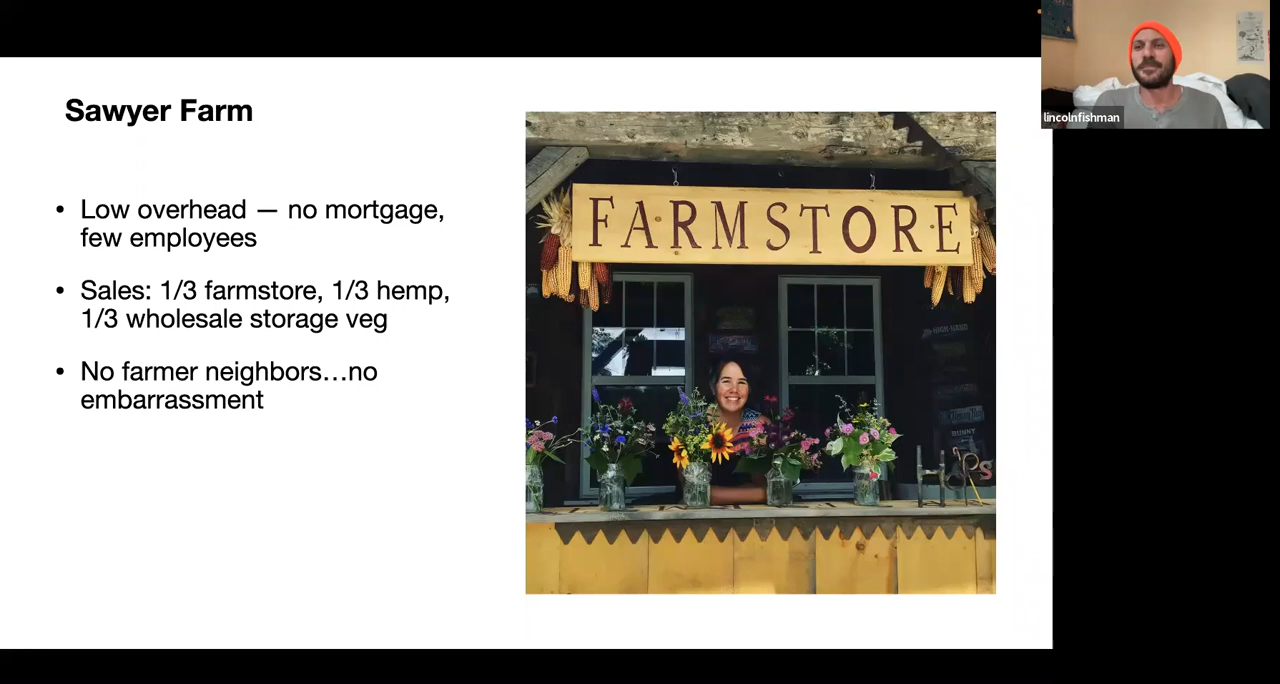 Sawyer Farm
• Low overhead — no mortgage,
few employees
• Sales: 1/3 farmstore, 1/3 hemp,
1/3 wholesale storage veg
• No farmer neighbors…no
embarrassment
FARMSTORE
lincolnfishman